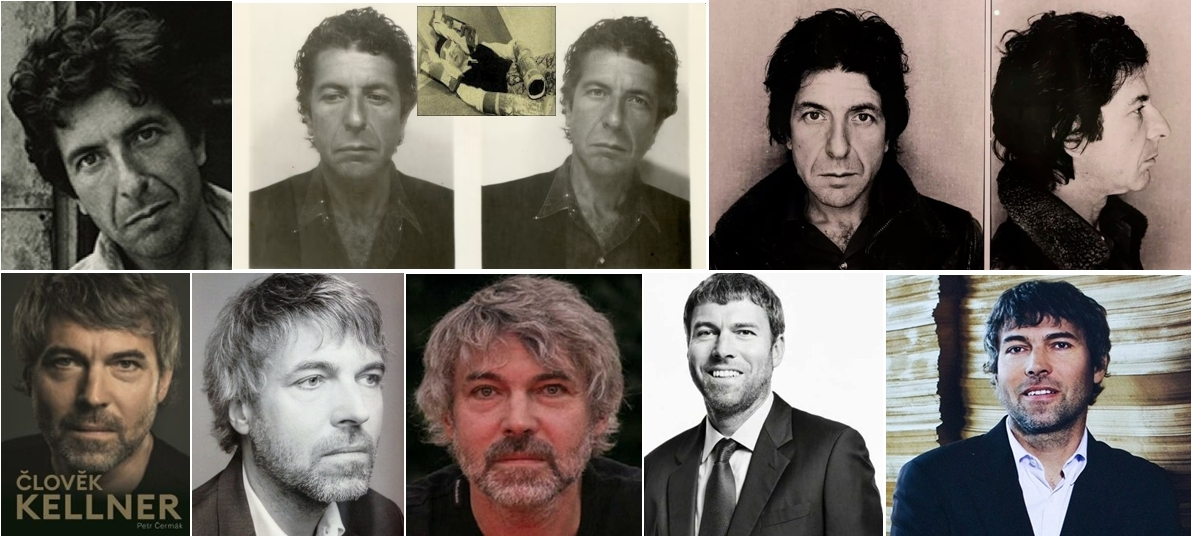 ČLOVĚK
KELLNER
Petr Čermák